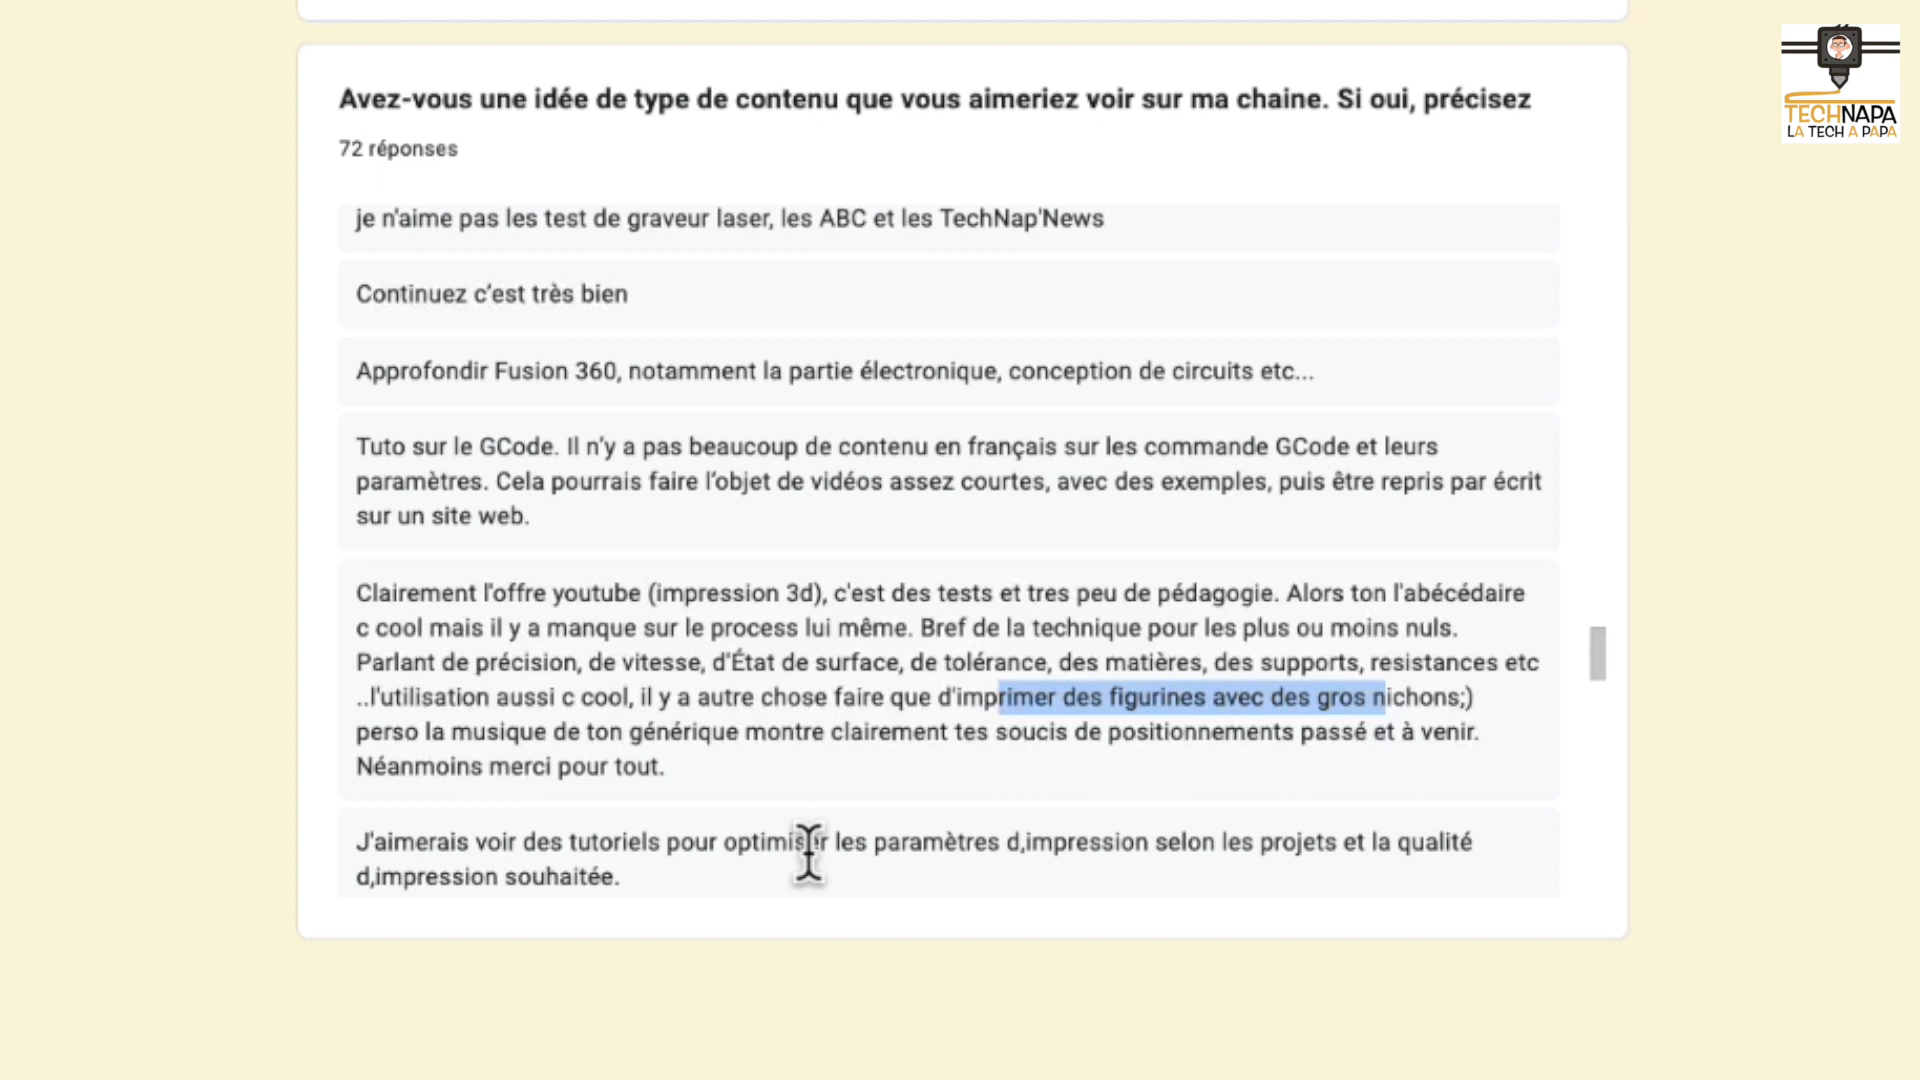 Avez-vous une idée de type de contenu que vous aimeriez voir sur ma chaine. Si oui, précisez
72 réponses
je n'aime pas les test de graveur laser, les ABC et les TechNap'News
Continuez c'est très bien
Approfondir Fusion 360, notamment la partie électronique, conception de circuits etc...
Tuto sur le GCode. Il n'y a pas beaucoup de contenu en français sur les commande GCode et leurs
paramètres. Cela pourrais faire l'objet de vidéos assez courtes, avec des exemples, puis être repris par écrit
sur un site web.
Clairement l'offre youtube (impression 3d), c'est des tests et tres peu de pédagogie. Alors ton l'abécédaire
c cool mais il y a manque sur le process lui même. Bref de la technique pour les plus ou moins nuls.
Parlant de précision, de vitesse, d'État de surface, de tolérance, des matières, des supports, resistances etc
..l'utilisation aussi c cool, il y a autre chose faire que d'imprimer des figurines avec des gros nichons;)
perso la musique de ton générique montre clairement tes soucis de positionnements passé et à venir.
Néanmoins merci pour tout.
J'aimerais voir des tutoriels pour optimiser les paramètres d,impression selon les projets et la qualité
d,impression souhaitée.
TECHNAPA
LA TECH A PAPA